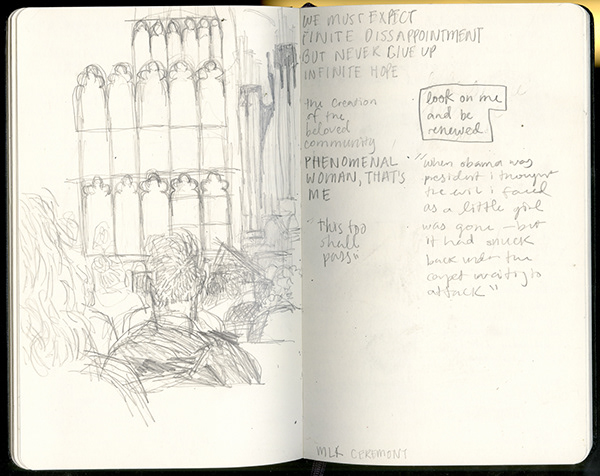 WE MUST EXPECT
FINITE DISSAPPOINTMENT
BUT NEVER GIVE UP
INFINITE HOPE
the creation
of the
beloved
community
PHENOMENAL
WOMAN, THAT'S
ME
"this too
shall
pass"
look on me
and be
renewed
"when obama was
president i thought
the evil i faced
as a little girl
was gone – but
it had snuck
back under the
carpet waiting to
attack"
MLK CEREMONY